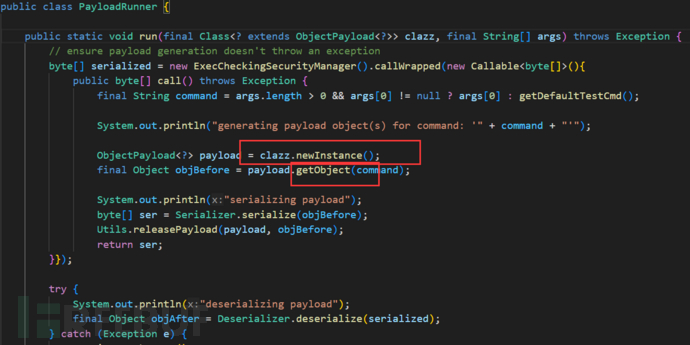 public class PayloadRunner {
public static void run(final Class<? extends ObjectPayload<?>> clazz, final String[] args) throws Exception {
// ensure payload generation doesn't throw an exception
byte[] serialized = new ExecCheckingSecurityManager().callWrapped(new Callable<byte[]>(){
public byte[] call() throws Exception {
final String command = args.length > 0 && args[0] != null ? args[0] : getDefaultTestCmd();
System.out.println("generating payload object(s) for command: '" + command + "'");
ObjectPayload<?> payload = clazz.newInstance();
final Object objBefore = payload.getObject(command);
System.out.println(x:"serializing payload");
byte[] ser = Serializer.serialize(objBefore);
Utils.releasePayload(payload, objBefore);
return ser;
}});
try {
System.out.println(x:"deserializing payload");
final Object objAfter = Deserializer.deserialize(serialized);
} catch (Exception e) {